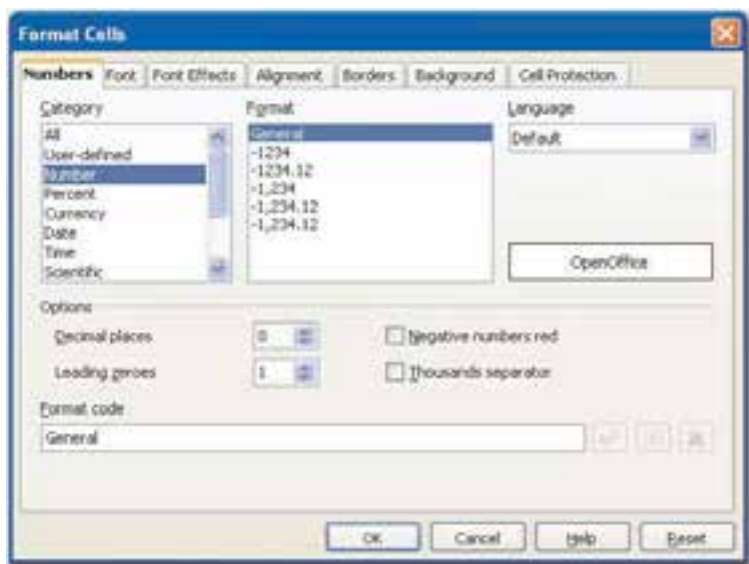 Format Cells
Numbers Font Font Effects Alignment Borders Background Cell Protection
Category Format Language
All General Default
User-defined -1234
Number -1234.12
Percent -1,234
Currency -1,234.12
Date -1,234.12
Time
Scientific OpenOffice
Options
Decimal places 0 Negative numbers red
Leading zeroes 1 Thousands separator
Format code
General
OK Cancel Help Reset